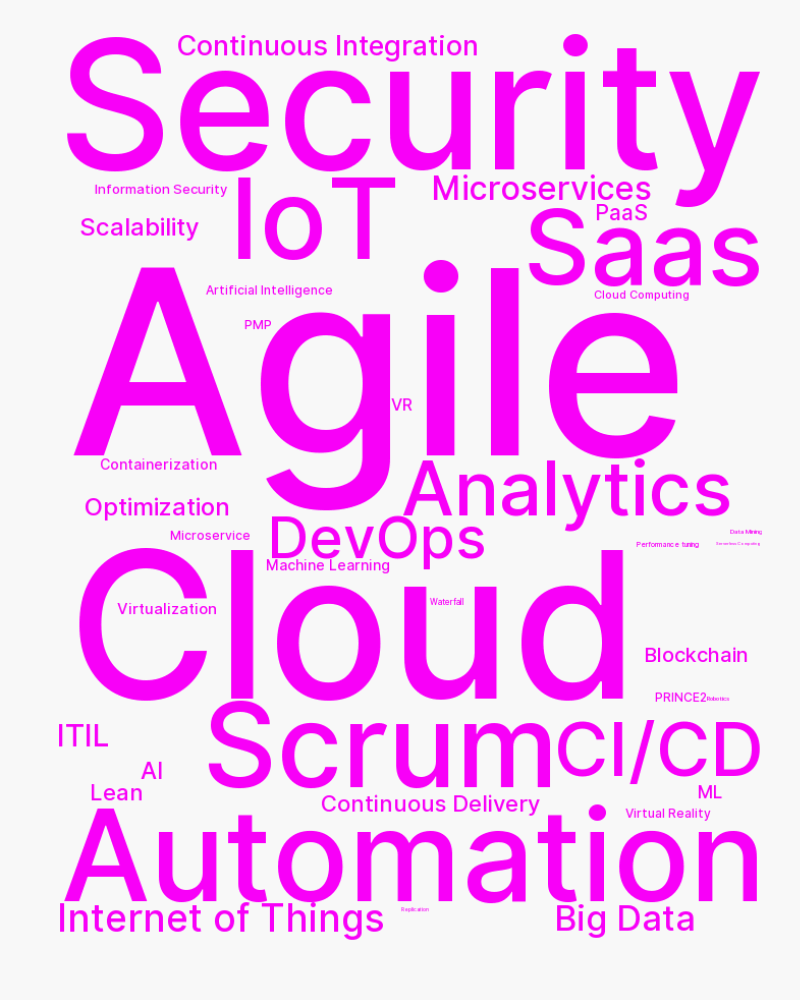 Continuous Integration
Security
Information Security
Microservices
IoT
PaaS
Scalability
Saas
Artificial Intelligence
Cloud Computing
Agile
PMP
VR
Containerization
Analytics
Optimization
DevOps
Data Mining
Microservice
Performance tuning
Serverless Computing
Machine Learning
Cloud
Waterfall
Virtualization
Blockchain
PRINCE2
Robotics
ITIL
Scrum
CI/CD
AI
Lean
ML
Continuous Delivery
Virtual Reality
Automation
Replication
Internet of Things
Big Data